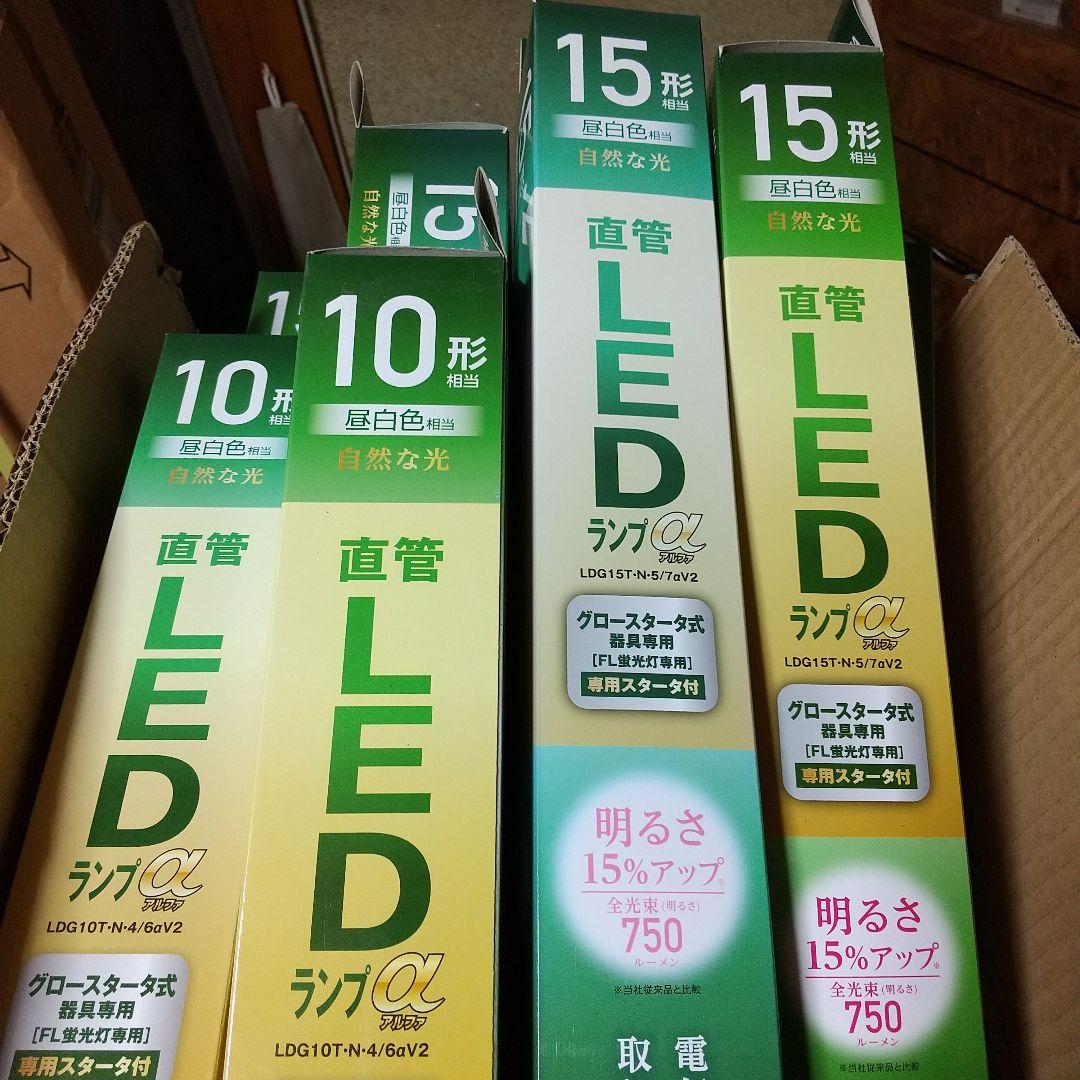 10形
相当
昼白色相当
自然な光
直管
LED
ランプα
アルファ
LDG10T･N･4/6αV2
グロースタータ式
器具専用
[FL蛍光灯専用]
専用スタータ付
10形
相当
昼白色相当
自然な光
直管
LED
ランプα
アルファ
LDG10T･N･4/6αV2
15
昼白色相当
自然な光
15形
相当
昼白色相当
自然な光
直管
LED
ランプα
アルファ
LDG15T･N･5/7αV2
グロースタータ式
器具専用
[FL蛍光灯専用]
専用スタータ付
明るさ
15%アップ※
全光束(明るさ)
750
ルーメン
※当社従来品と比較
電
取
15形
相当
昼白色相当
自然な光
直管
LED
ランプα
アルファ
LDG15T･N･5/7αV2
グロースタータ式
器具専用
[FL蛍光灯専用]
専用スタータ付
明るさ
15%アップ※
全光束(明るさ)
750
ルーメン
※当社従来品と比較